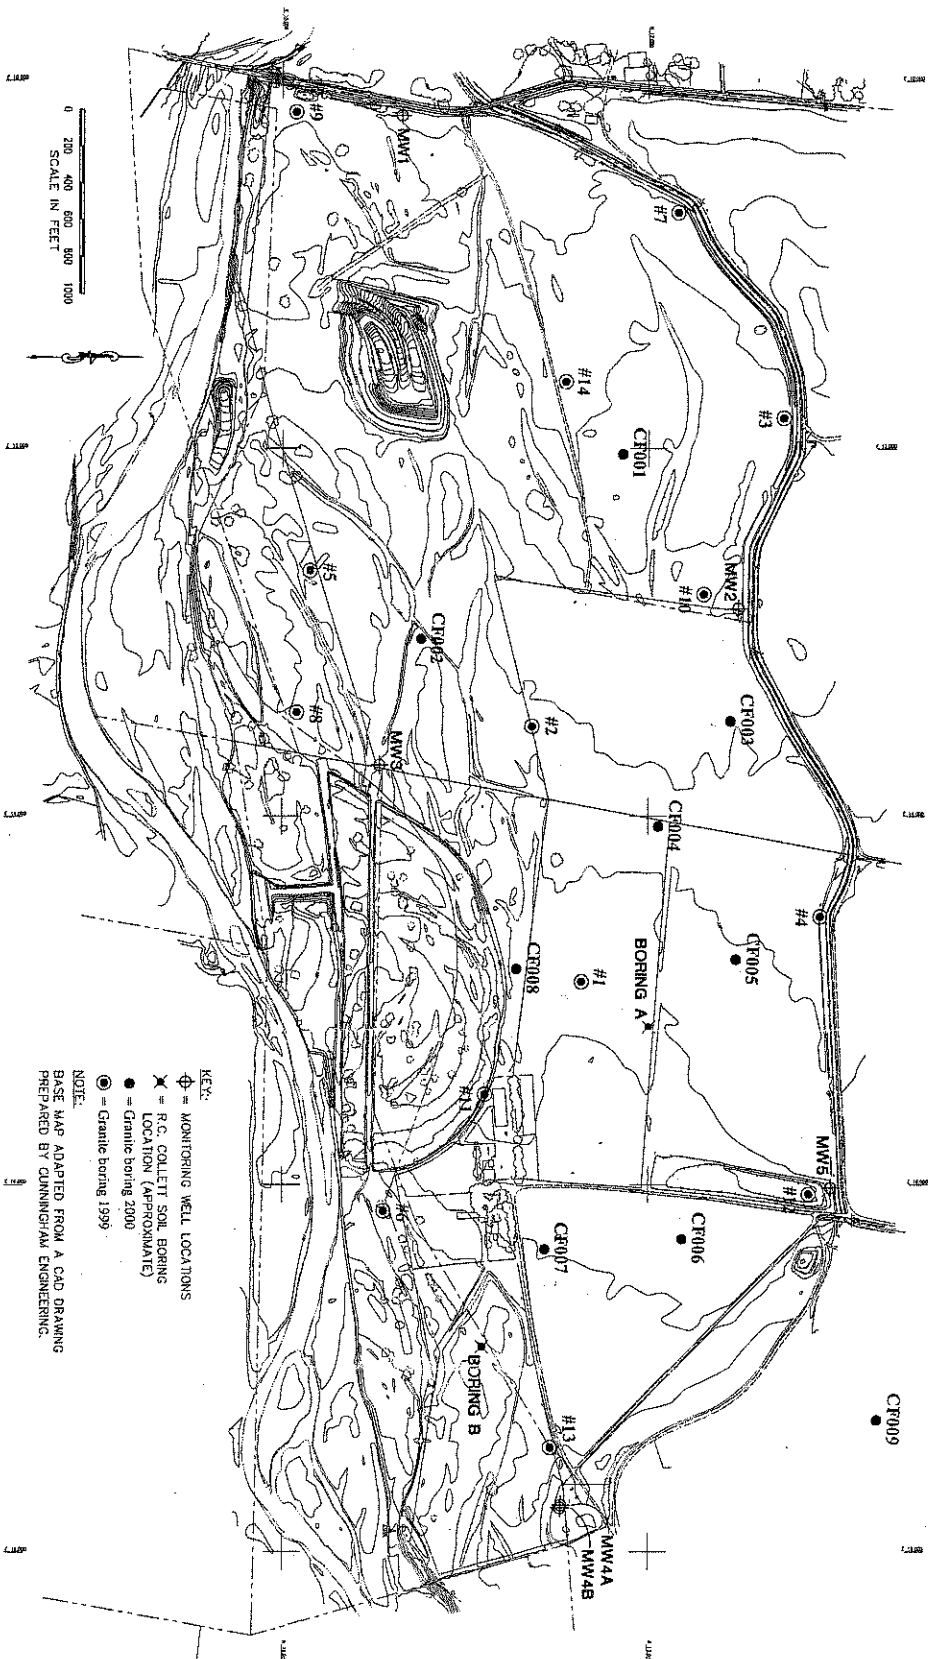 #9
MW1
#7
#14
#3
CF001
#5
CF002
#10
MW2
#8
#2
CF003
MW3
CF004
#4
CF005
CF008
#1
BORING A
#11
MW5
#12
#6
CF007
CF006
BORING B
#13
CF009
MW4A
MW4B
0 200 400 600 800 1000
SCALE IN FEET
KEY:
= MONITORING WELL LOCATIONS
= R.C. COLLETT SOIL BORING
LOCATION (APPROXIMATE)
= Granite boring 2000
= Granite boring 1999
NOTE:
BASE MAP ADAPTED FROM A CAD DRAWING
PREPARED BY CUNNINGHAM ENGINEERING.